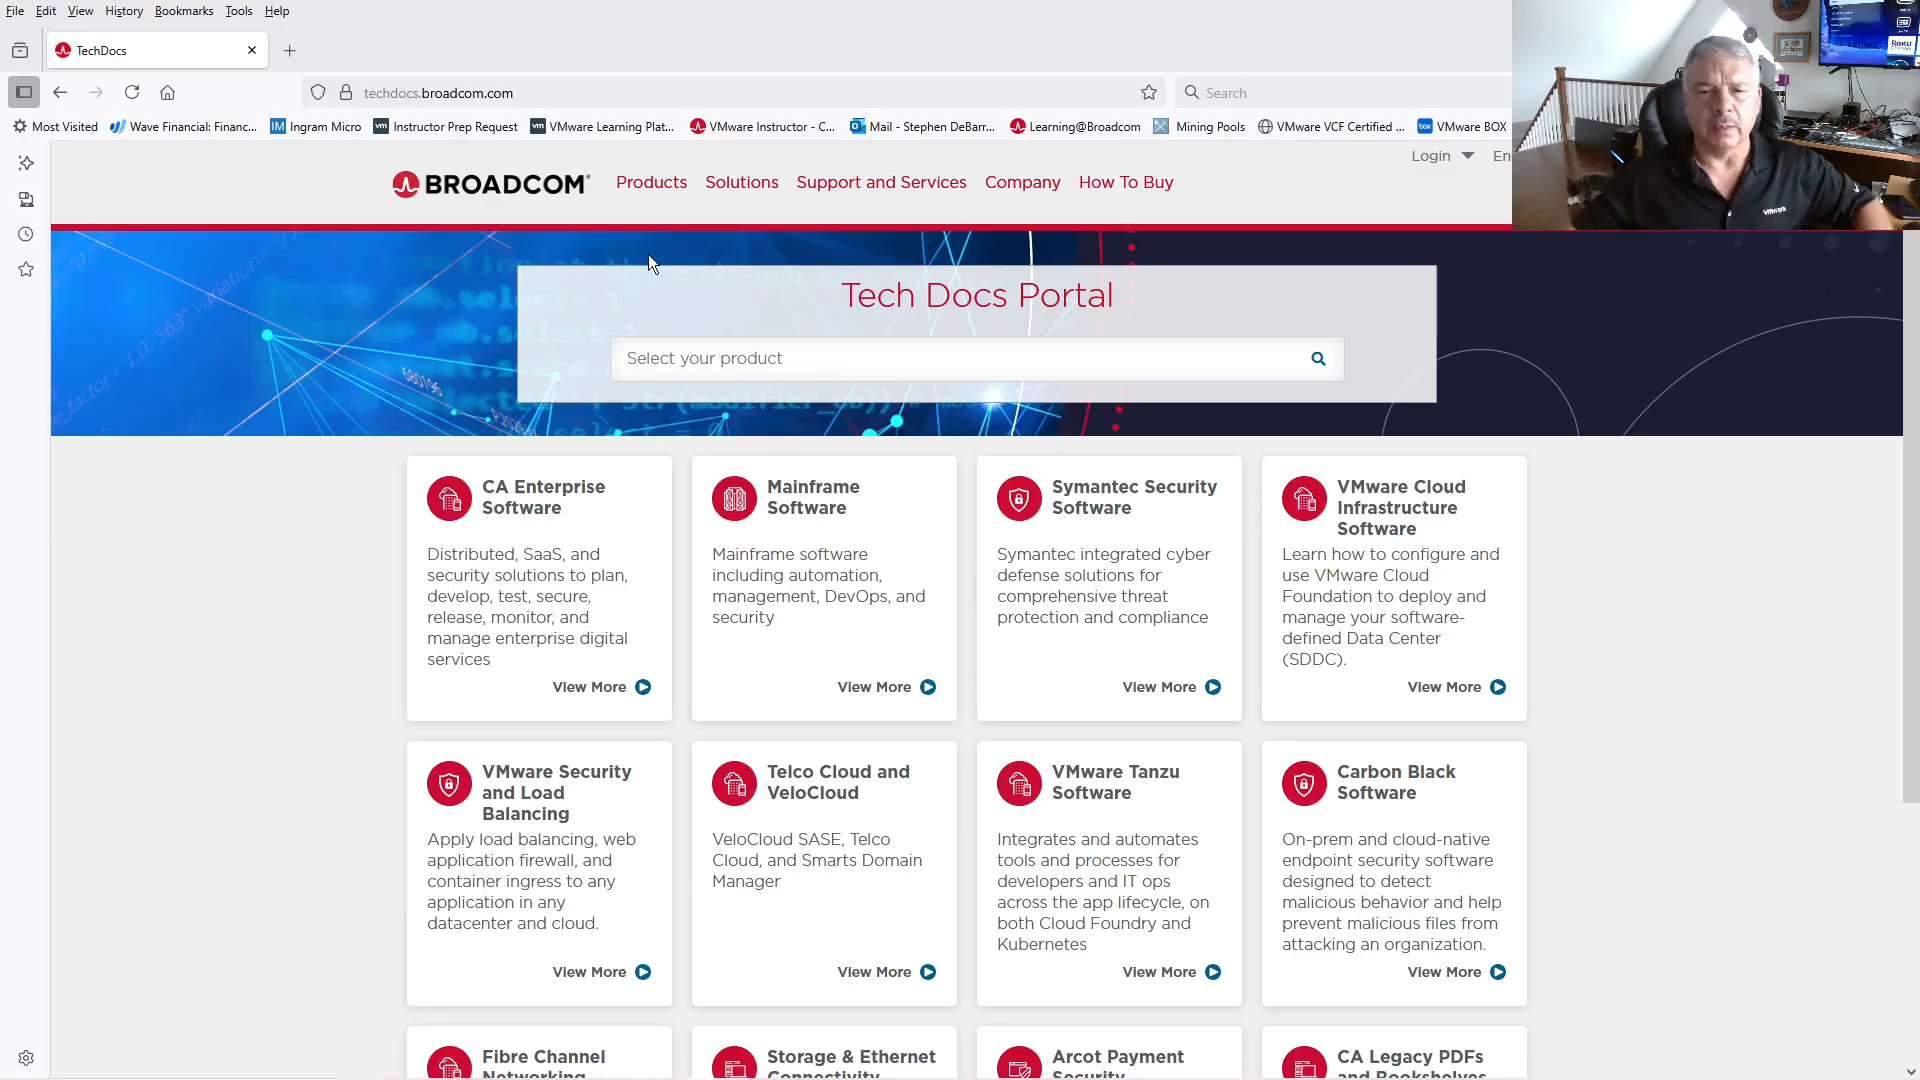 File Edit View History Bookmarks Tools Help
TechDocs
techdocs.broadcom.com
Search
Most Visited
Wave Financial: Financ...
Ingram Micro
Instructor Prep Request
VMware Learning Plat...
VMware Instructor - C...
Mail - Stephen DeBarr...
Learning@Broadcom
Mining Pools
VMware VCF Certified ...
VMware BOX
Login
En
BROADCOM
Products Solutions Support and Services Company How To Buy
Tech Docs Portal
Select your product
CA Enterprise
Software
Distributed, SaaS, and
security solutions to plan,
develop, test, secure,
release, monitor, and
manage enterprise digital
services
View More
Mainframe
Software
Mainframe software
including automation,
management, DevOps, and
security
View More
Symantec Security
Software
Symantec integrated cyber
defense solutions for
comprehensive threat
protection and compliance
View More
VMware Cloud
Infrastructure
Software
Learn how to configure and
use VMware Cloud
Foundation to deploy and
manage your software-
defined Data Center
(SDDC).
View More
VMware Security
and Load
Balancing
Apply load balancing, web
application firewall, and
container ingress to any
application in any
datacenter and cloud.
View More
Telco Cloud and
VeloCloud
VeloCloud SASE, Telco
Cloud, and Smarts Domain
Manager
View More
VMware Tanzu
Software
Integrates and automates
tools and processes for
developers and IT ops
across the app lifecycle, on
both Cloud Foundry and
Kubernetes
View More
Carbon Black
Software
On-prem and cloud-native
endpoint security software
designed to detect
malicious behavior and help
prevent malicious files from
attacking an organization.
View More
Fibre Channel
Networking
Storage & Ethernet
Connectivity
Arcot Payment
Security
CA Legacy PDFs
and Bookshelves